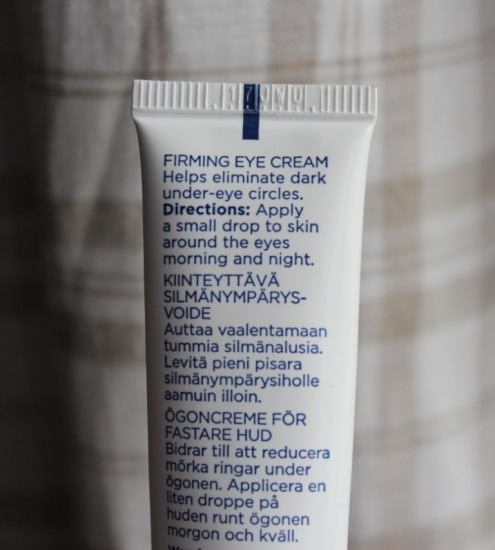 FIRMING EYE CREAM
Helps eliminate dark
under-eye circles.
Directions: Apply
a small drop to skin
around the eyes
morning and night.
KIINTEYTTÄVÄ
SILMÄNYMPÄRYS-
VOIDE
Auttaa vaalentamaan
tummia silmänalusia.
Levitä pieni pisara
silmänympärysiholle
aamuin illoin.
ÖGONCREME FÖR
FASTARE HUD
Bidrar till att reducera
mörka ringar under
ögonen. Applicera en
liten droppe på
huden runt ögonen
morgon och kväll.